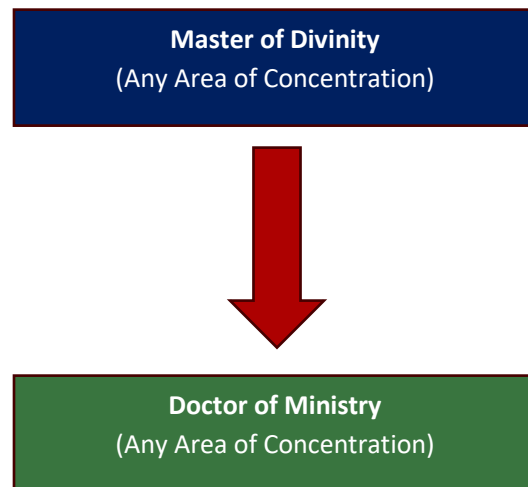 Master of Divinity
(Any Area of Concentration)
Doctor of Ministry
(Any Area of Concentration)